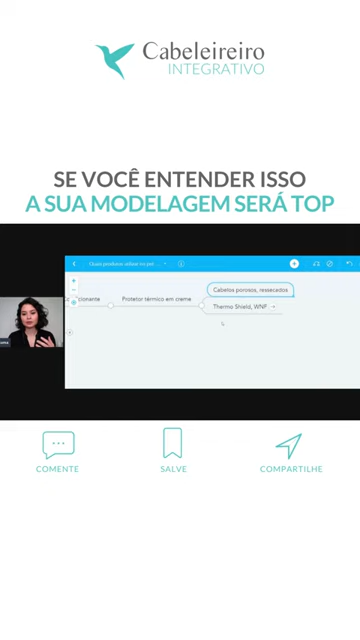 Cabeleireiro
INTEGRATIVO
SE VOCÊ ENTENDER ISSO
A SUA MODELAGEM SERÁ TOP
Cabelos porosos, ressecados
Protetor térmico em creme
Thermo Shield, WNF
COMENTE
SALVE
COMPARTILHE